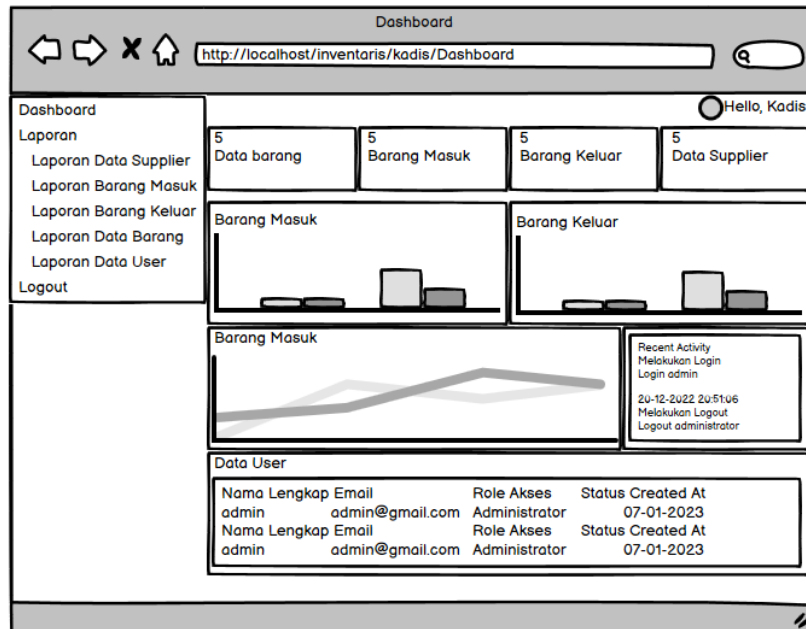 Dashboard
http://localhost/inventaris/kadis/Dashboard
Hello, Kadis
Dashboard
Laporan
Laporan Data Supplier
Laporan Barang Masuk
Laporan Barang Keluar
Laporan Data Barang
Laporan Data User
Logout
5
Data barang
5
Barang Masuk
5
Barang Keluar
5
Data Supplier
Barang Masuk
Barang Keluar
Barang Masuk
Recent Activity
Melakukan Login
Login admin
20-12-2022 20:51:06
Melakukan Logout
Logout administrator
Data User
Nama Lengkap Email Role Akses Status Created At
admin admin@gmail.com Administrator 07-01-2023
Nama Lengkap Email Role Akses Status Created At
admin admin@gmail.com Administrator 07-01-2023